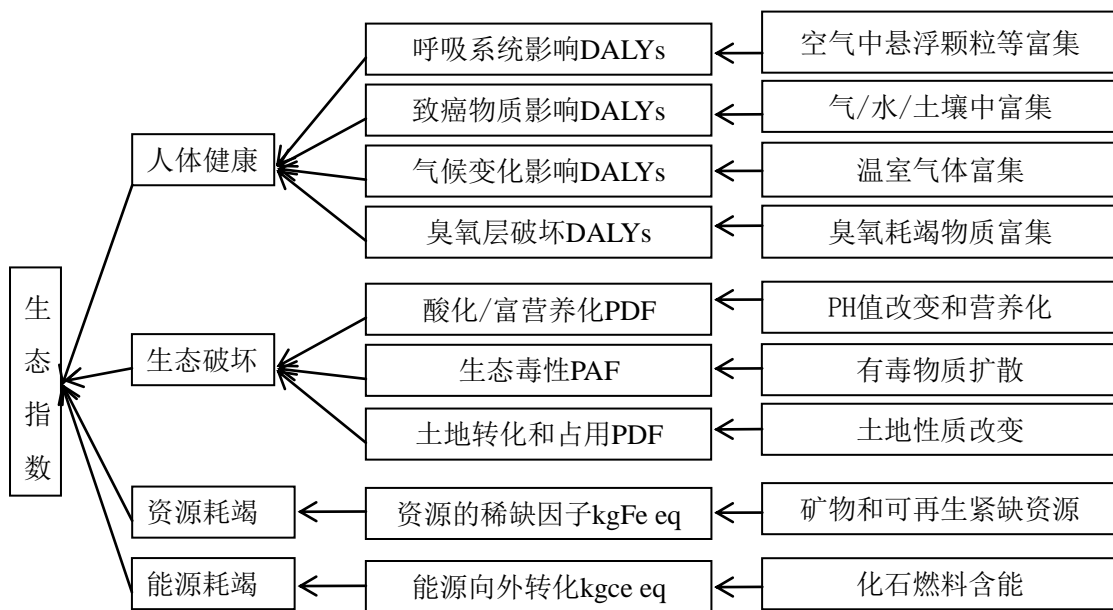 生态指数
人体健康
生态破坏
资源耗竭
能源耗竭
呼吸系统影响DALYs
致癌物质影响DALYs
气候变化影响DALYs
臭氧层破坏DALYs
酸化/富营养化PDF
生态毒性PAF
土地转化和占用PDF
资源的稀缺因子kgFe eq
能源向外转化kgce eq
空气中悬浮颗粒等富集
气/水/土壤中富集
温室气体富集
臭氧耗竭物质富集
PH值改变和营养化
有毒物质扩散
土地性质改变
矿物和可再生紧缺资源
化石燃料含能